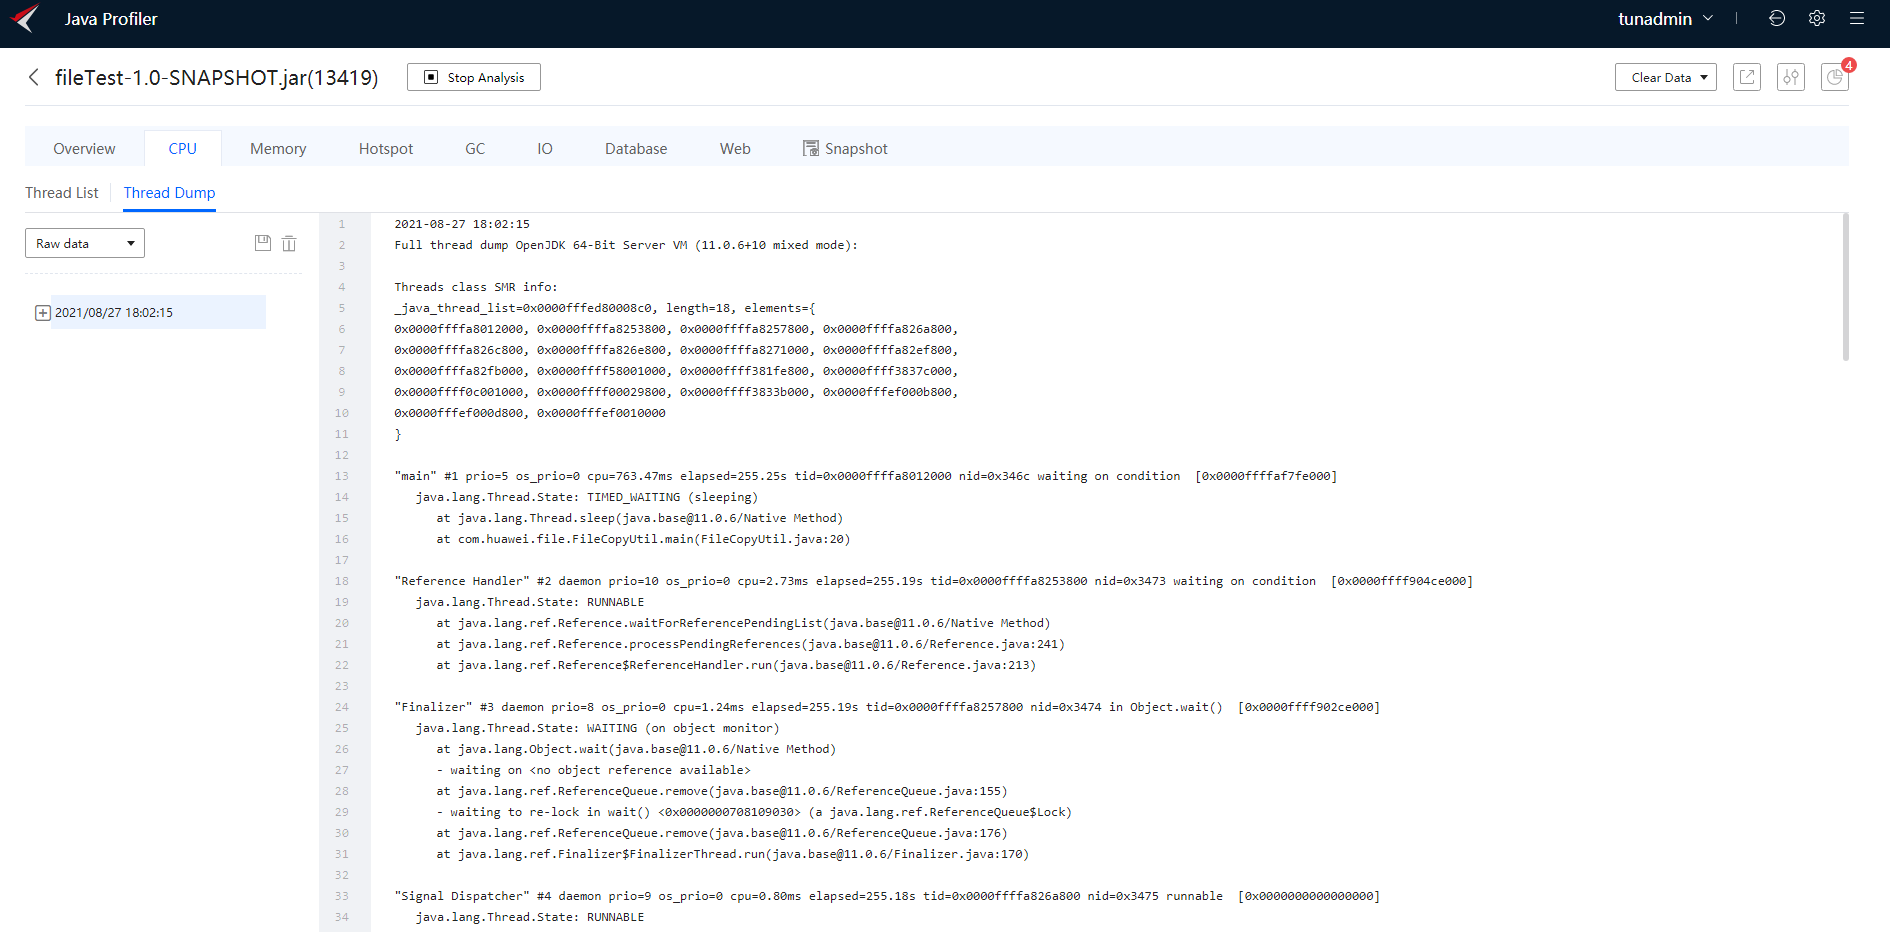 Java Profiler
tunadmin
fileTest-1.0-SNAPSHOT.jar(13419)
Stop Analysis
Clear Data
4
Overview
CPU
Memory
Hotspot
GC
IO
Database
Web
Snapshot
Thread List
Thread Dump
Raw data
2021/08/27 18:02:15
1 2021-08-27 18:02:15
2 Full thread dump OpenJDK 64-Bit Server VM (11.0.6+10 mixed mode):
3
4 Threads class SMR info:
5 _java_thread_list=0x0000fffed80008c0, length=18, elements={
6 0x0000ffffa8012000, 0x0000ffffa8253800, 0x0000ffffa8257800, 0x0000ffffa826a800,
7 0x0000ffffa826c800, 0x0000ffffa826e800, 0x0000ffffa8271000, 0x0000ffffa82ef800,
8 0x0000ffffa82fb000, 0x0000ffff58001000, 0x0000ffff381fe800, 0x0000ffff3837c000,
9 0x0000ffff0c001000, 0x0000ffff00029800, 0x0000ffff3833b000, 0x0000fffef000b800,
10 0x0000fffef000d800, 0x0000fffef0010000
11 }
12
13 "main" #1 prio=5 os_prio=0 cpu=763.47ms elapsed=255.25s tid=0x0000ffffa8012000 nid=0x346c waiting on condition [0x0000ffffaf7fe000]
14 java.lang.Thread.State: TIMED_WAITING (sleeping)
15 at java.lang.Thread.sleep(java.base@11.0.6/Native Method)
16 at com.huawei.file.FileCopyUtil.main(FileCopyUtil.java:20)
17
18 "Reference Handler" #2 daemon prio=10 os_prio=0 cpu=2.73ms elapsed=255.19s tid=0x0000ffffa8253800 nid=0x3473 waiting on condition [0x0000ffff904ce000]
19 java.lang.Thread.State: RUNNABLE
20 at java.lang.ref.Reference.waitForReferencePendingList(java.base@11.0.6/Native Method)
21 at java.lang.ref.Reference.processPendingReferences(java.base@11.0.6/Reference.java:241)
22 at java.lang.ref.Reference$ReferenceHandler.run(java.base@11.0.6/Reference.java:213)
23
24 "Finalizer" #3 daemon prio=8 os_prio=0 cpu=1.24ms elapsed=255.19s tid=0x0000ffffa8257800 nid=0x3474 in Object.wait() [0x0000ffff902ce000]
25 java.lang.Thread.State: WAITING (on object monitor)
26 at java.lang.Object.wait(java.base@11.0.6/Native Method)
27 - waiting on <no object reference available>
28 at java.lang.ref.ReferenceQueue.remove(java.base@11.0.6/ReferenceQueue.java:155)
29 - waiting to re-lock in wait() <0x0000000708109030> (a java.lang.ref.ReferenceQueue$Lock)
30 at java.lang.ref.ReferenceQueue.remove(java.base@11.0.6/ReferenceQueue.java:176)
31 at java.lang.ref.Finalizer$FinalizerThread.run(java.base@11.0.6/Finalizer.java:170)
32
33 "Signal Dispatcher" #4 daemon prio=9 os_prio=0 cpu=0.80ms elapsed=255.18s tid=0x0000ffffa826a800 nid=0x3475 runnable [0x0000000000000000]
34 java.lang.Thread.State: RUNNABLE